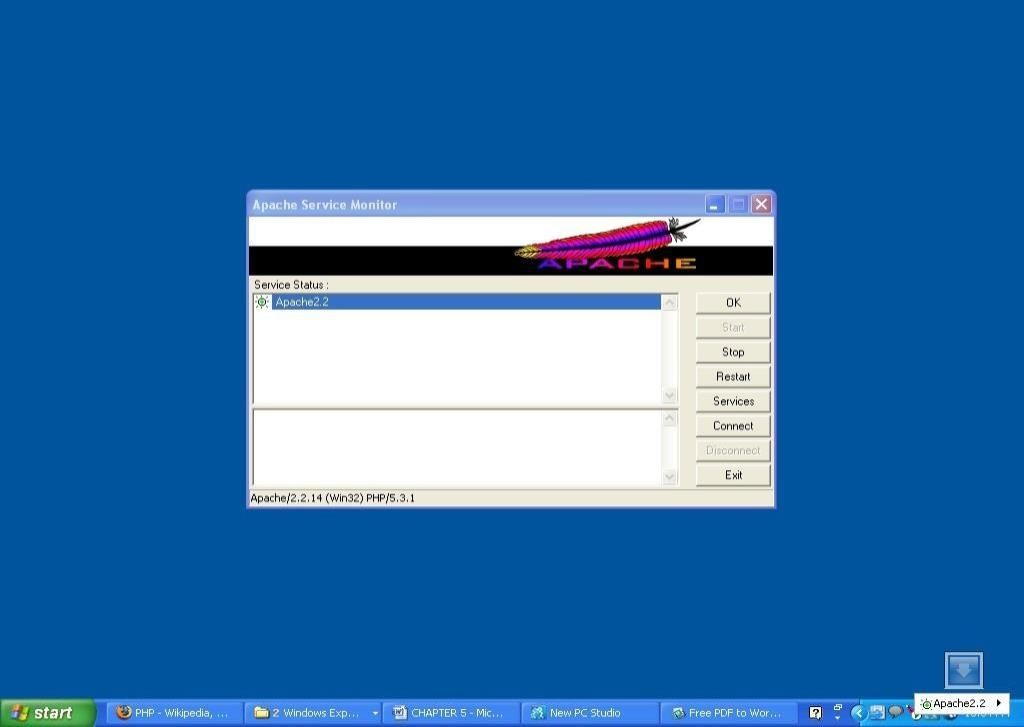 Apache Service Monitor
APACHE
Service Status :
Apache2.2
OK
Start
Stop
Restart
Services
Connect
Disconnect
Exit
Apache/2.2.14 (Win32) PHP/5.3.1
start
PHP - Wikipedia, ...
2 Windows Exp...
CHAPTER 5 - Mic...
New PC Studio
Free PDF to Wor...
Apache2.2